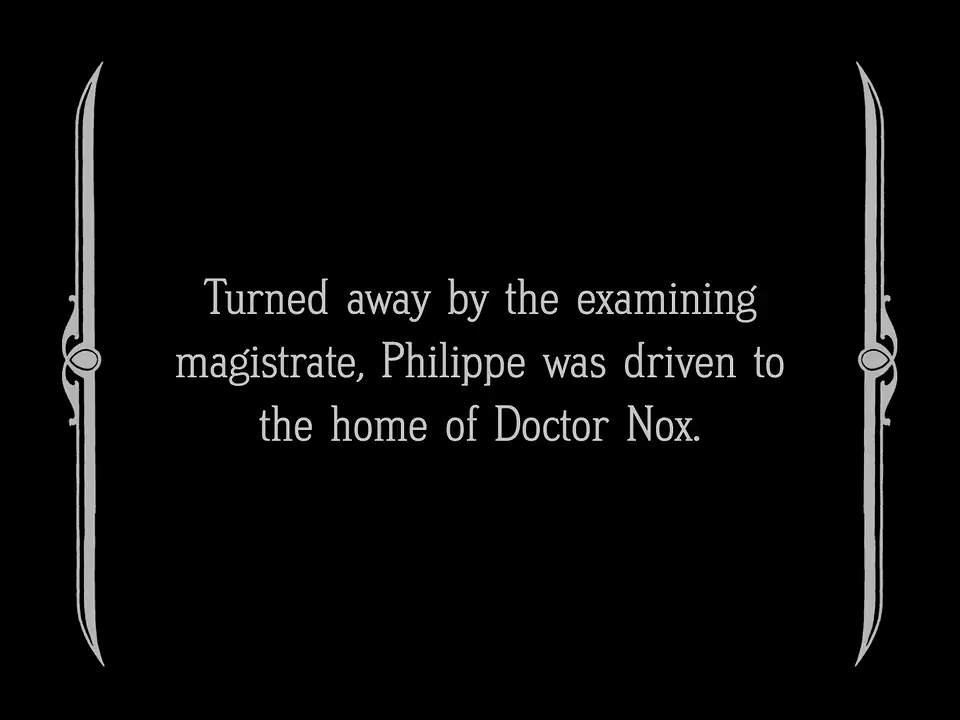 Turned away by the examining
magistrate, Philippe was driven to
the home of Doctor Nox.